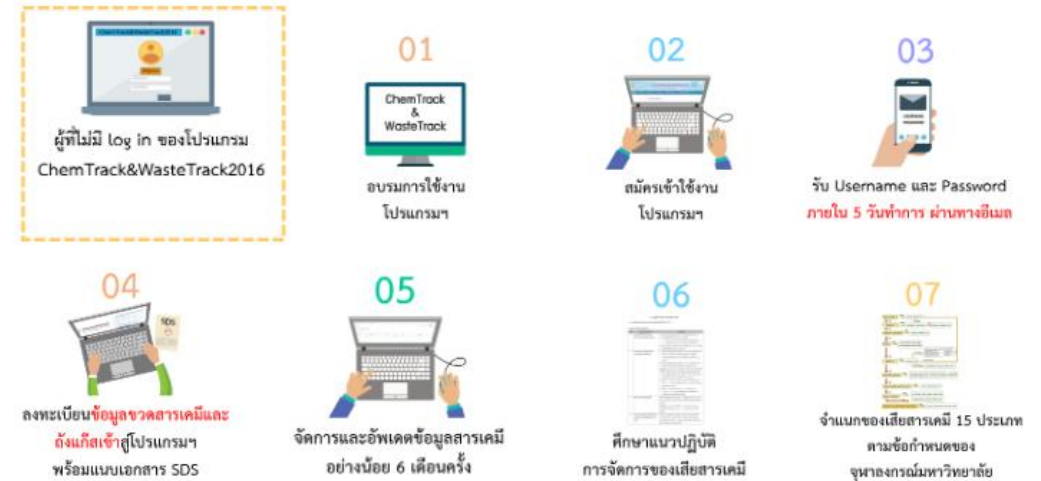 ผู้ที่ไม่มี log in ของโปรแกรม
ChemTrack&WasteTrack2016
01
ChemTrack
&
WasteTrack
อบรมการใช้งาน
โปรแกรมฯ
02
สมัครเข้าใช้งาน
โปรแกรมฯ
03
รับ Username และ Password
ภายใน 5 วันทำการ ผ่านทางอีเมล
04
SDS
ลงทะเบียนข้อมูลขวดสารเคมีและ
ถังแก๊สเข้าสู่โปรแกรมฯ
พร้อมแนบเอกสาร SDS
05
จัดการและอัพเดตข้อมูลสารเคมี
อย่างน้อย 6 เดือนครั้ง
06
ศึกษาแนวปฏิบัติ
การจัดการของเสียสารเคมี
07
จำแนกของเสียสารเคมี 15 ประเภท
ตามข้อกำหนดของ
จุฬาลงกรณ์มหาวิทยาลัย